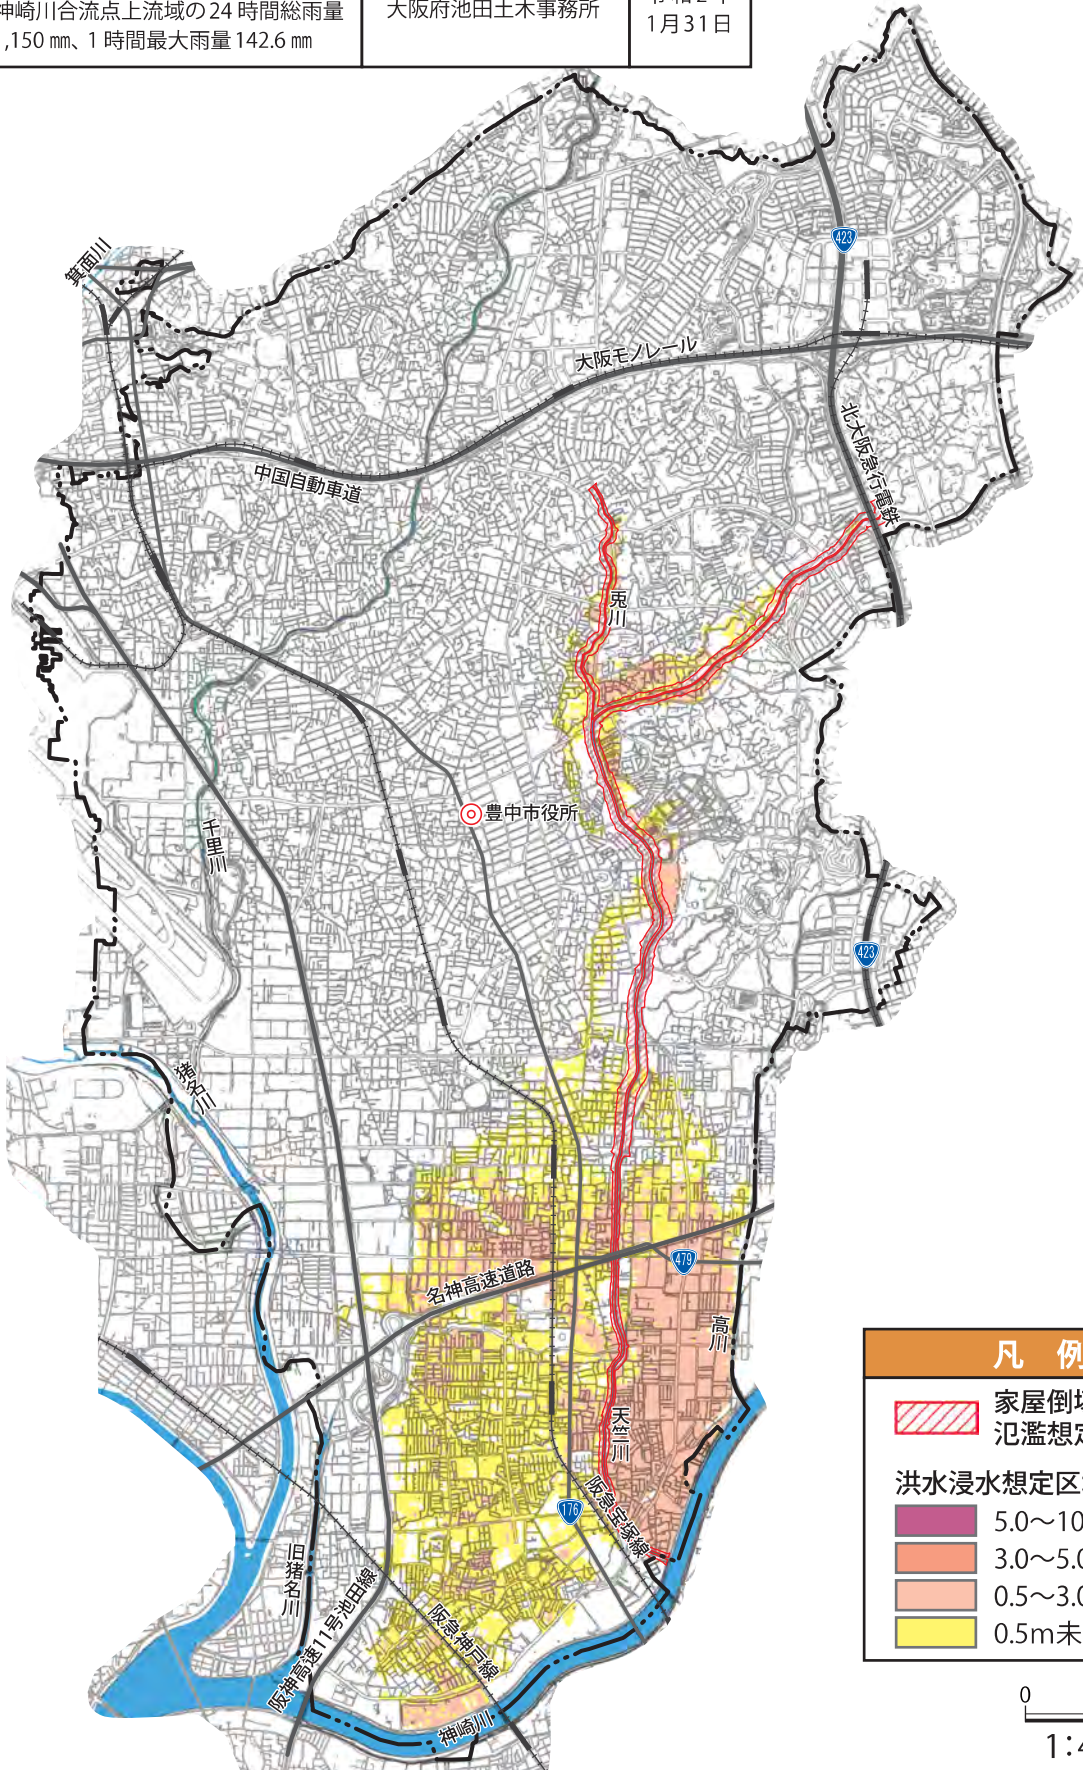 神崎川合流点上流域の24時間総雨量
,150㎜、1時間最大雨量142.6㎜
大阪府池田土木事務所
1月31日
箕面川
423
大阪モノレール
北大阪急行電鉄
中国自動車道
兎川
豊中市役所
千里川
423
猪名川
479
名神高速道路
高川
天竺川
176
阪急宝塚線
旧猪名川
阪神高速11号池田線
阪急神戸線
神崎川
凡 例
家屋倒
氾濫想定
洪水浸水想定区
5.0～10
3.0～5.0
0.5～3.0
0.5m未
0
1:4